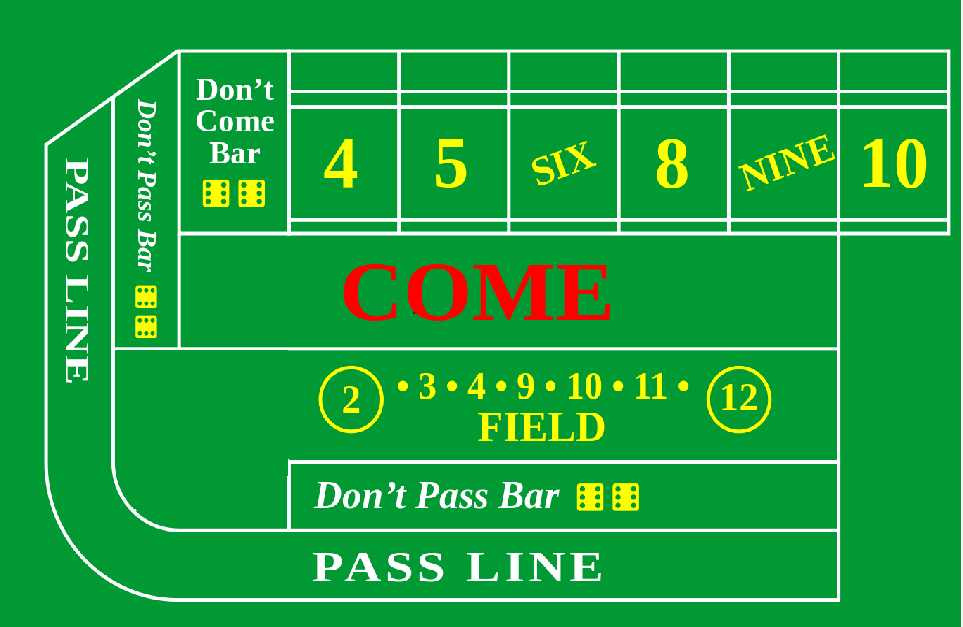 Don’t
Come
Bar
4 5 SIX 8 NINE 10
Don’t Pass Bar
PASS LINE
COME
2 • 3 • 4 • 9 • 10 • 11 • 12
FIELD
Don’t Pass Bar
PASS LINE